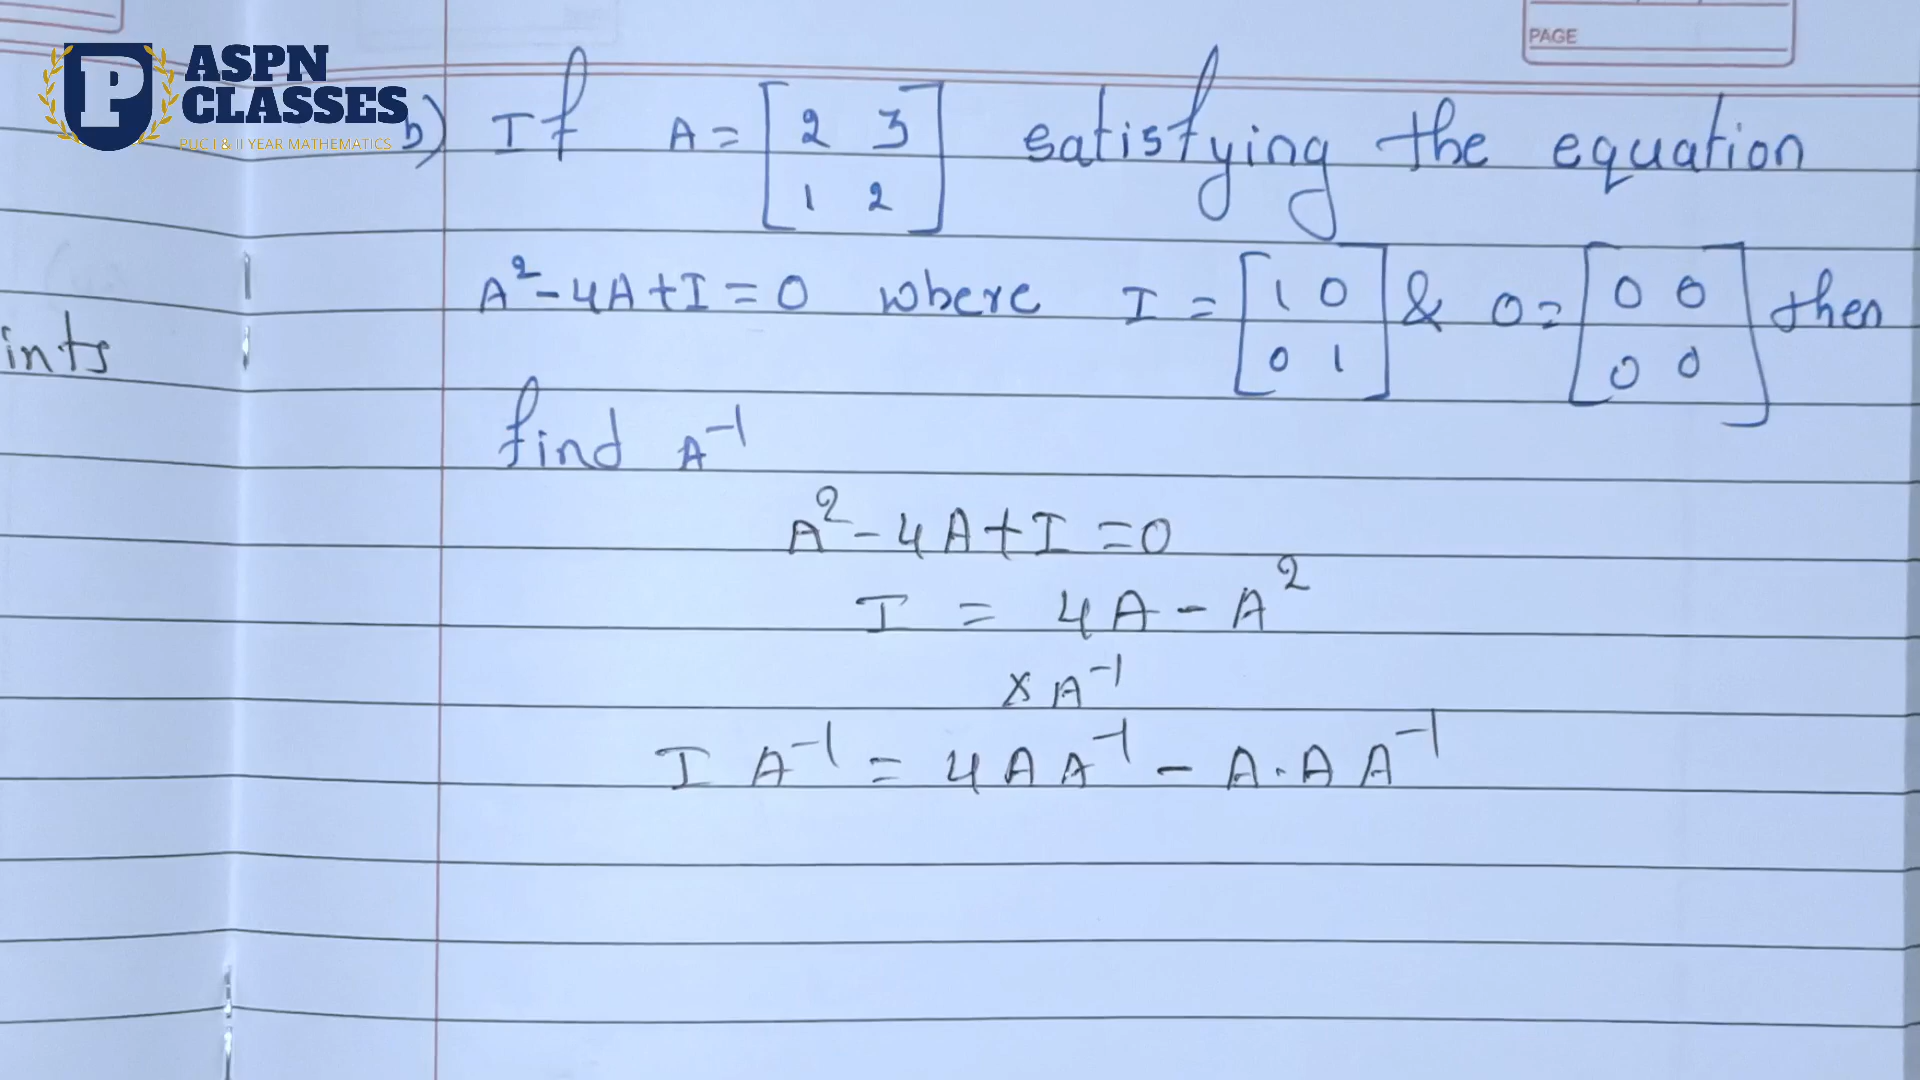 PAGE
ASPN
CLASSES
PUC I & II YEAR MATHEMATICS
b) If A = [2 3 satisfying the equation
1 2]
A² - 4A + I = 0 where I = [1 0 & 0 = [0 0 then
0 1] 0 0]
ints
find A⁻¹
A² - 4A + I = 0
I = 4A - A²
× A⁻¹
I A⁻¹ = 4 A A⁻¹ - A · A A⁻¹